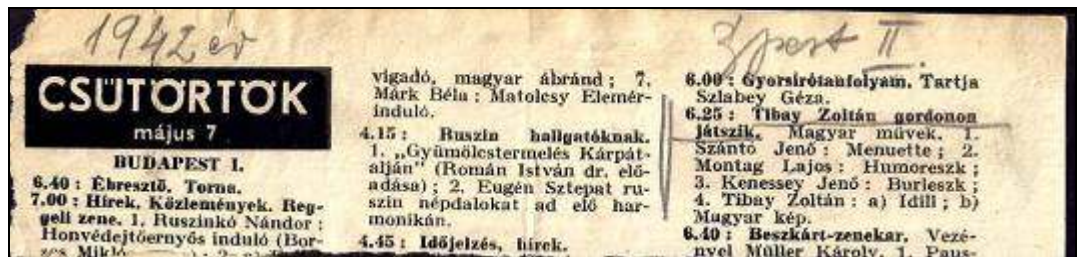 1942 év
CSÜTÖRTÖK
május 7
BUDAPEST I.
6.40: Ébresztő. Torna.
7.00: Hírek. Közlemények. Reg-
geli zene. 1. Ruszinkó Nándor:
Honvédejtőernyős induló (Bor-
vigadó, magyar ábránd; 7.
Márk Béla: Matolcsy Elemér-
induló.
4.15: Ruszin hallgatóknak.
1. „Gyümölcstermelés Kárpát-
alján" (Román István dr. elő-
adása); 2. Eugén Sztepat ru-
szin népdalokat ad elő har-
monikán.
4.45: Időjelzés, hírek.
Bpest II.
6.00: Gyorsírótanfolyam. Tartja
Szlabey Géza.
6.25: Tibay Zoltán gordonon
játszik. Magyar művek. 1.
Szántó Jenő: Menuette; 2.
Montag Lajos: Humoreszk;
3. Kenessey Jenő: Burleszk;
4. Tibay Zoltán: a) Idill; b)
Magyar kép.
6.40: Beszkárt-zenekar. Vezé-
nyel Müller Károly. 1. Paus-